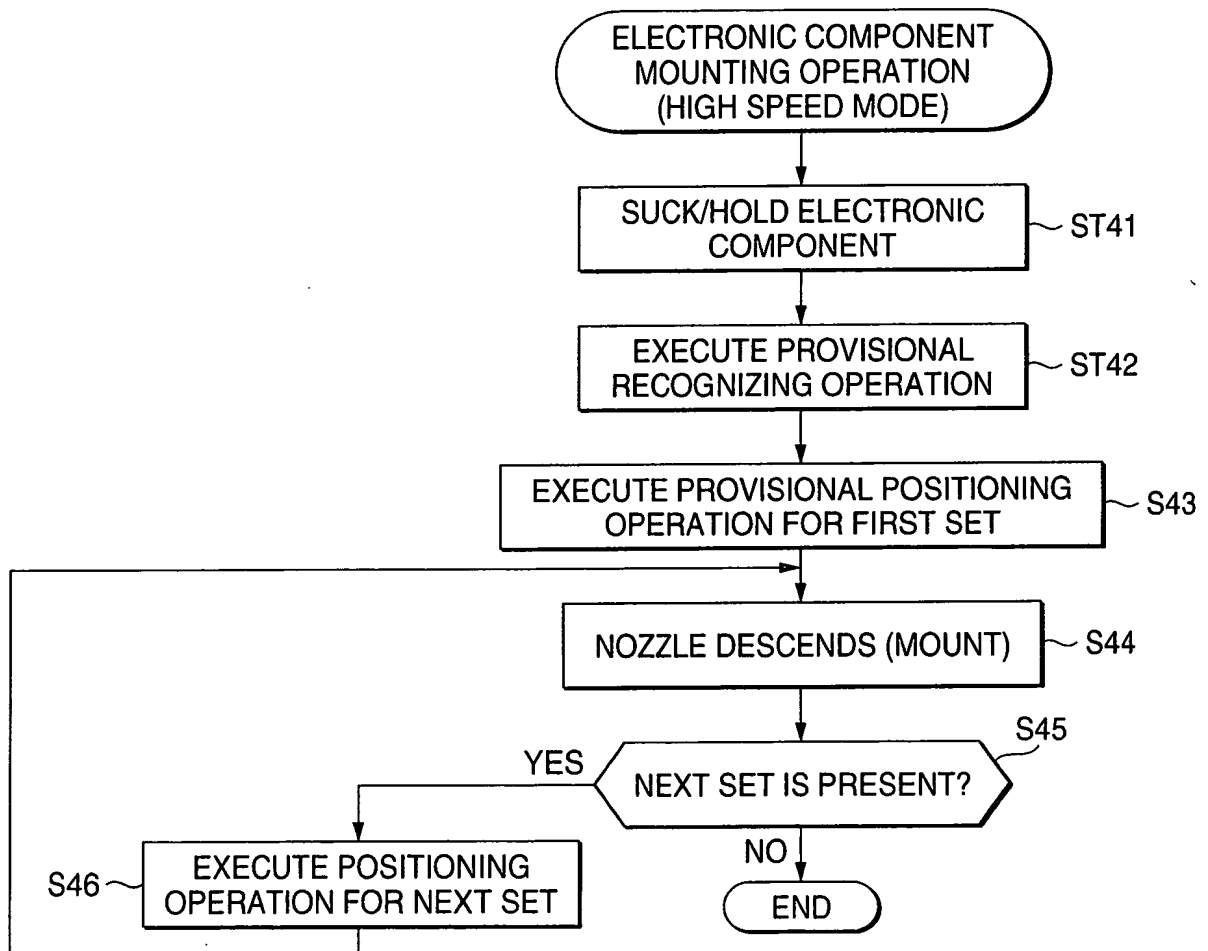 ELECTRONIC COMPONENT
MOUNTING OPERATION
(HIGH SPEED MODE)
SUCK/HOLD ELECTRONIC
COMPONENT
ST41
EXECUTE PROVISIONAL
RECOGNIZING OPERATION
ST42
EXECUTE PROVISIONAL POSITIONING
OPERATION FOR FIRST SET
S43
NOZZLE DESCENDS (MOUNT)
S44
S45
YES
NEXT SET IS PRESENT?
NO
S46
EXECUTE POSITIONING
OPERATION FOR NEXT SET
END